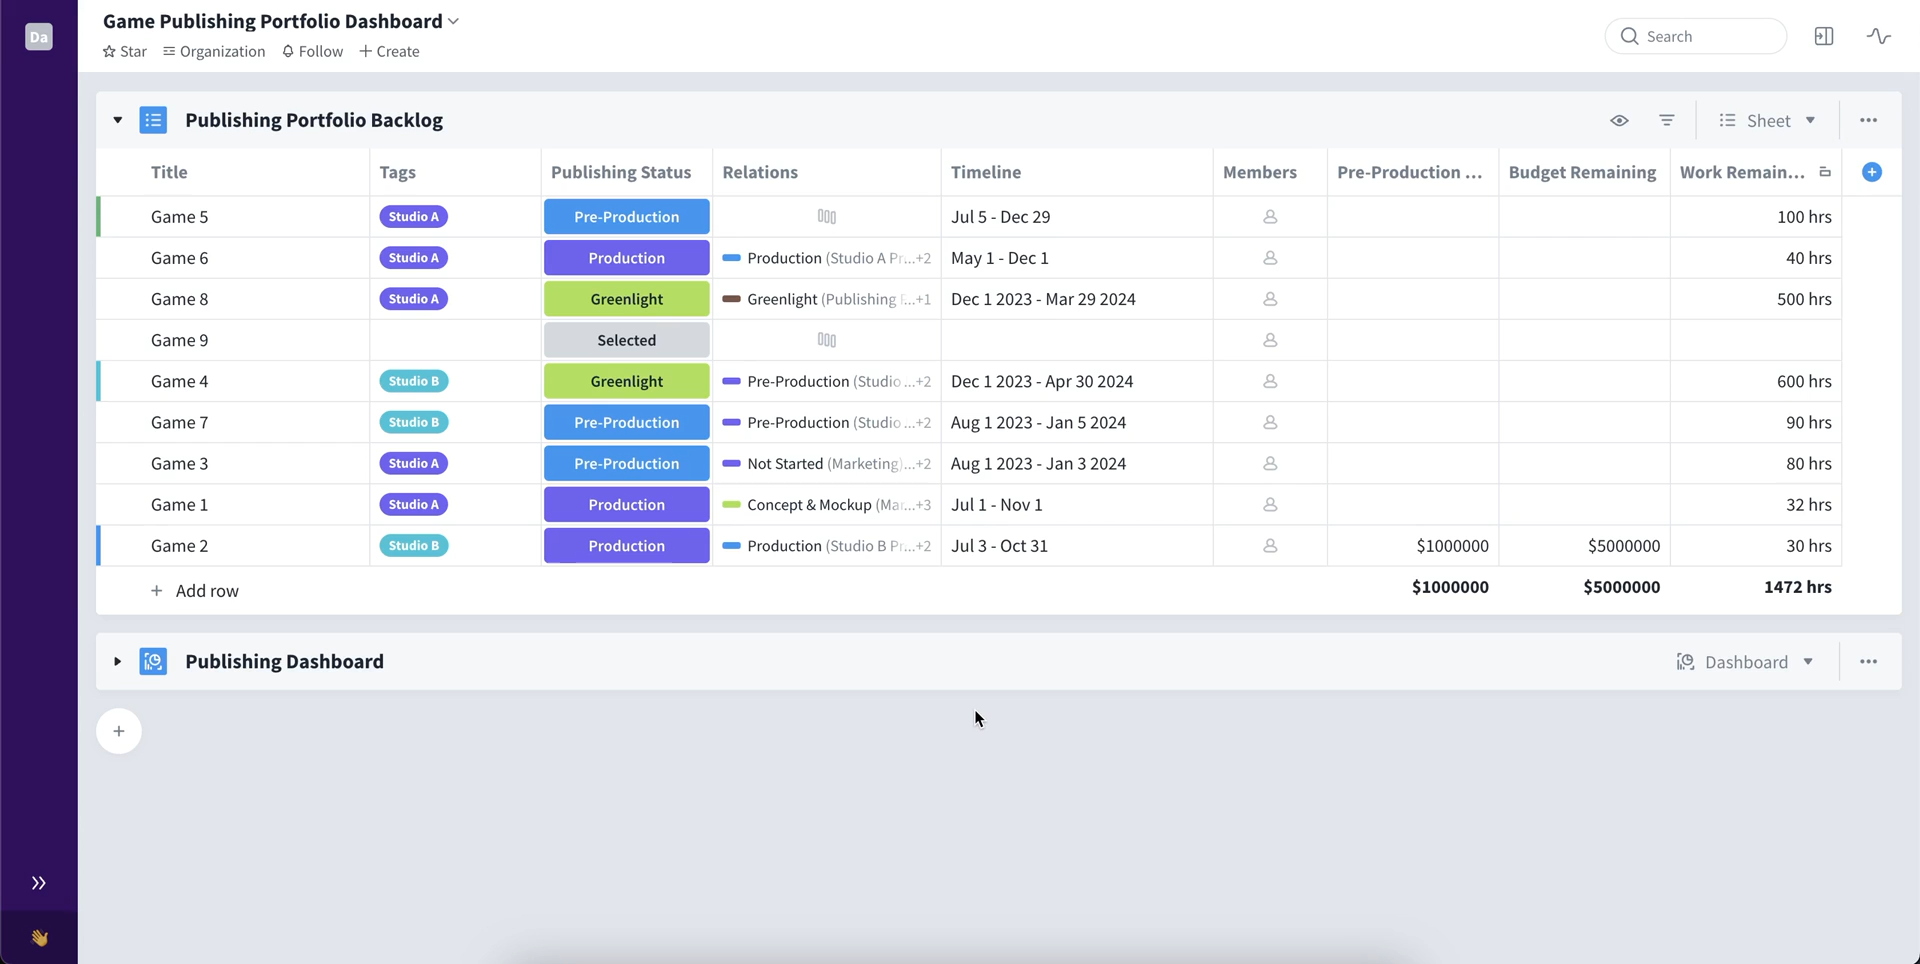 Da
Game Publishing Portfolio Dashboard
Star Organization Follow Create
Search
Publishing Portfolio Backlog
Sheet
Title Tags Publishing Status Relations Timeline Members Pre-Production ... Budget Remaining Work Remain...
Game 5 Studio A Pre-Production Jul 5 - Dec 29 100 hrs
Game 6 Studio A Production Production (Studio A Pr...+2 May 1 - Dec 1 40 hrs
Game 8 Studio A Greenlight Greenlight (Publishing ...+1 Dec 1 2023 - Mar 29 2024 500 hrs
Game 9 Selected
Game 4 Studio B Greenlight Pre-Production (Studio ...+2 Dec 1 2023 - Apr 30 2024 600 hrs
Game 7 Studio B Pre-Production Pre-Production (Studio ...+2 Aug 1 2023 - Jan 5 2024 90 hrs
Game 3 Studio A Pre-Production Not Started (Marketing)...+2 Aug 1 2023 - Jan 3 2024 80 hrs
Game 1 Studio A Production Concept & Mockup (Mar...+3 Jul 1 - Nov 1 32 hrs
Game 2 Studio B Production Production (Studio B Pr...+2 Jul 3 - Oct 31 $1000000 $5000000 30 hrs
+ Add row $1000000 $5000000 1472 hrs
Publishing Dashboard
Dashboard